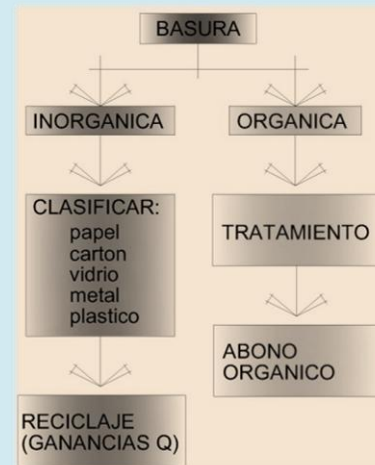 BASURA
INORGANICA
ORGANICA
CLASIFICAR:
papel
carton
vidrio
metal
plastico
TRATAMIENTO
RECICLAJE
(GANANCIAS Q)
ABONO
ORGANICO